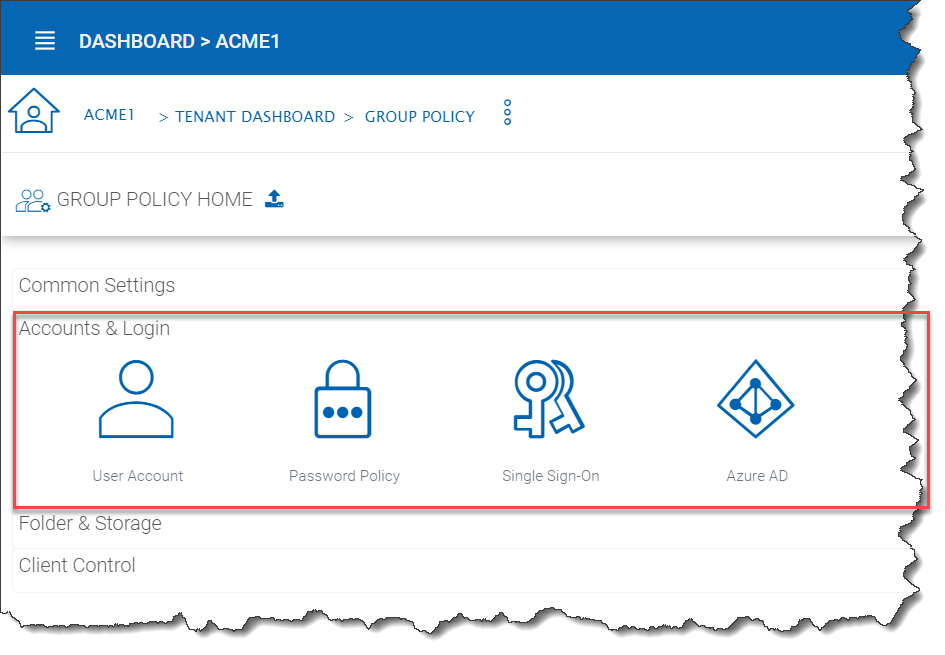 DASHBOARD > ACME1
ACME1 > TENANT DASHBOARD > GROUP POLICY
GROUP POLICY HOME
Common Settings
Accounts & Login
User Account Password Policy Single Sign-On Azure AD
Folder & Storage
Client Control